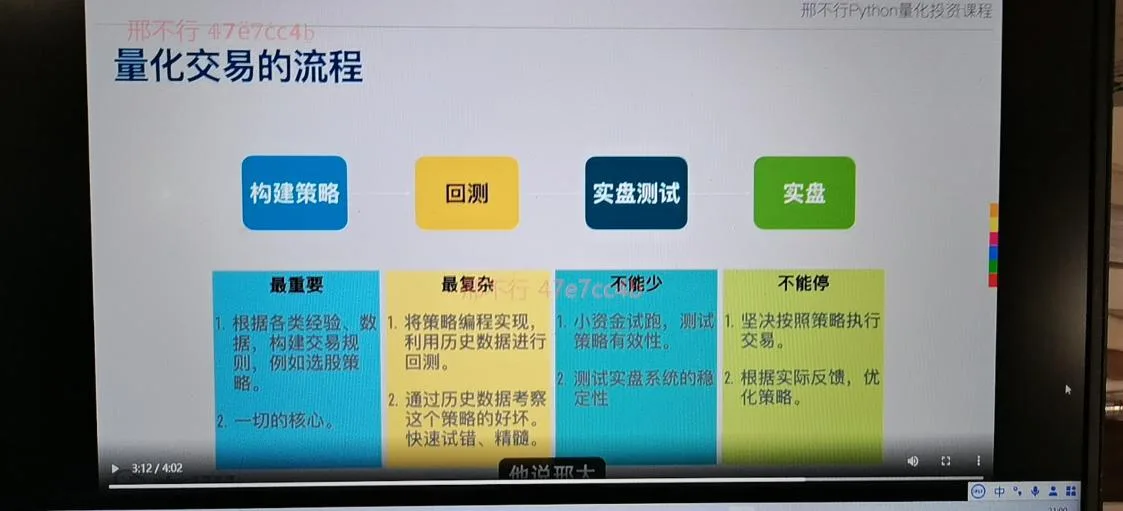 邢不行Python量化投资课程
邢不行 47e7cc4b
量化交易的流程
构建策略
回测
实盘测试
实盘
最重要
1. 根据各类经验、数
据，构建交易规
则，例如选股策
略。
2. 一切的核心。
最复杂
1. 将策略编程实现，
利用历史数据进行
回测。
2. 通过历史数据考察
这个策略的好坏。
快速试错、精髓。
不能少
1. 小资金试跑，测试
策略有效性。
2. 测试实盘系统的稳
定性
不能停
1. 坚决按照策略执行
交易。
2. 根据实际反馈，优
化策略。
邢不行 47e7cc4b
3:12 / 4:02
他说邢大
中